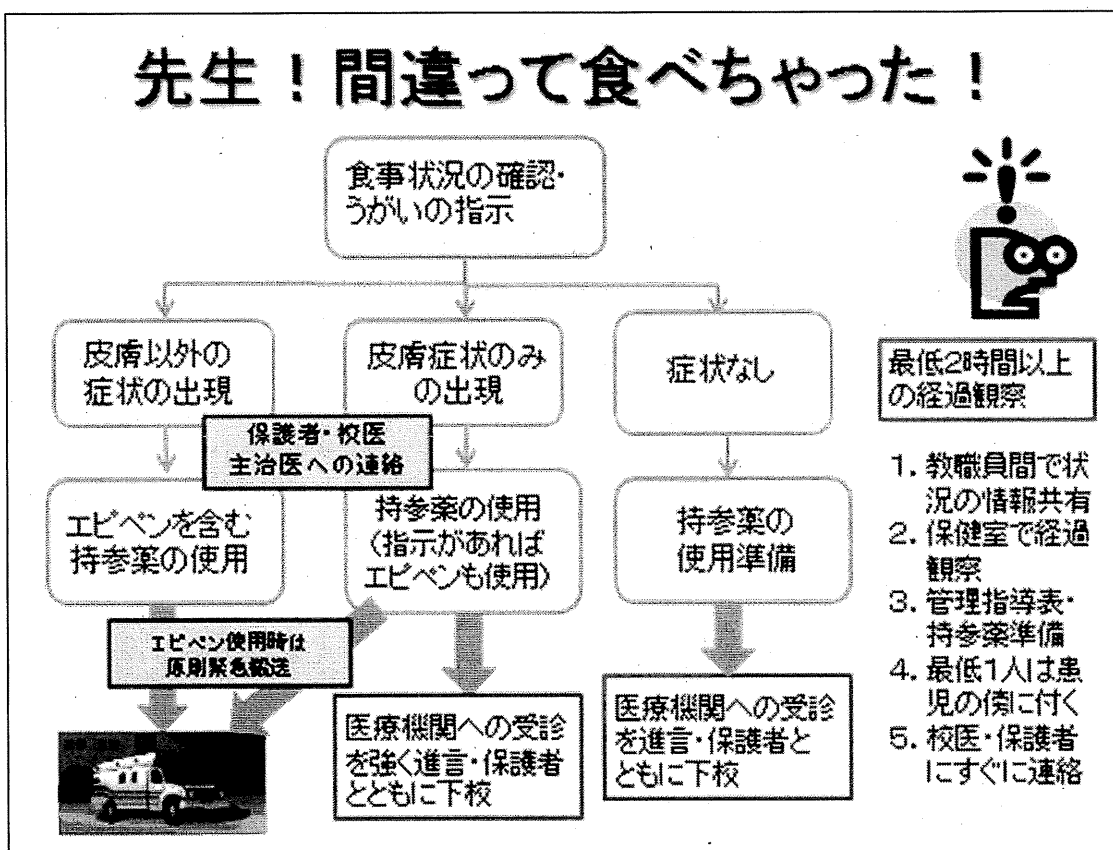 先生！間違って食べちゃった！
食事状況の確認・
うがいの指示
皮膚以外の
症状の出現
皮膚症状のみ
の出現
症状なし
保護者・校医
主治医への連絡
エピペンを含む
持参薬の使用
持参薬の使用
（指示があれば
エピペンも使用）
持参薬の
使用準備
エピペン使用時は
原則緊急搬送
医療機関への受診
を強く進言・保護者
とともに下校
医療機関への受診
を進言・保護者と
ともに下校
最低2時間以上
の経過観察
1. 教職員間で状
況の情報共有
2. 保健室で経過
観察
3. 管理指導表・
持参薬準備
4. 最低1人は患
児の傍に付く
5. 校医・保護者
にすぐに連絡